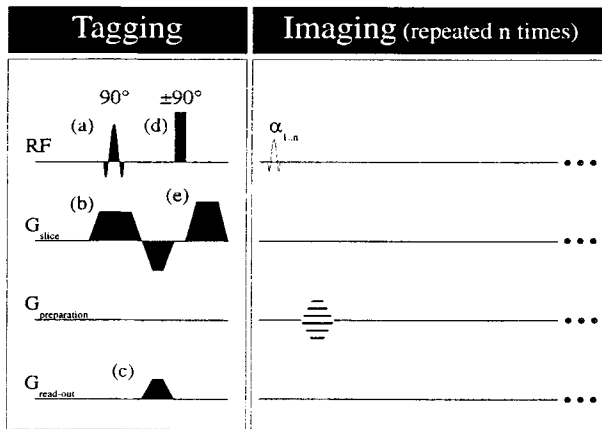 Tagging
Imaging (repeated n times)
90° ±90°
(a) (d)
RF
α1..n
(b) (e)
Gslice
Gpreparation
(c)
Gread-out